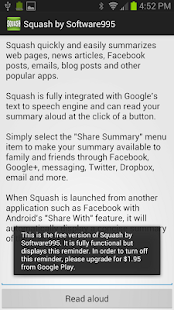 4:52 PM
SQUASH
Squash by Software995
Squash quickly and easily summarizes
web pages, news articles, Facebook
posts, emails, blog posts and other
popular apps.
Squash is fully integrated with Google's
text to speech engine and can read your
summary aloud at the click of a button.
Simply select the "Share Summary" menu
item to make your summary available to
family and friends through Facebook,
Google+, messaging, Twitter, Dropbox,
email and more.
When Squash is launched from another
application such as Facebook with
Android's "Share With" feature, it will
This is the free version of Squash by
Software995. It is fully functional but
displays this reminder. In order to turn off
this reminder, please upgrade for $1.95
from Google Play.
Read aloud